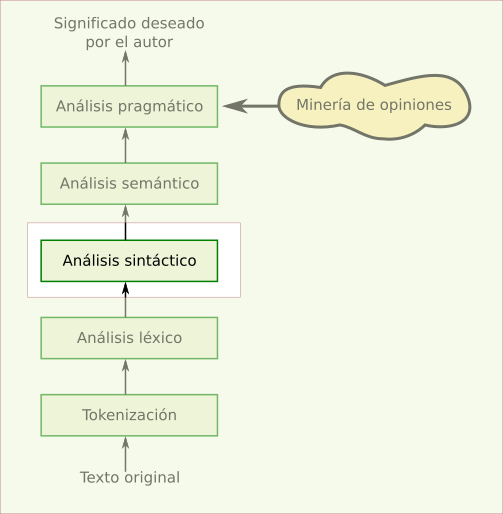 Significado deseado
por el autor
Análisis pragmático
Minería de opiniones
Análisis semántico
Análisis sintáctico
Análisis léxico
Tokenización
Texto original